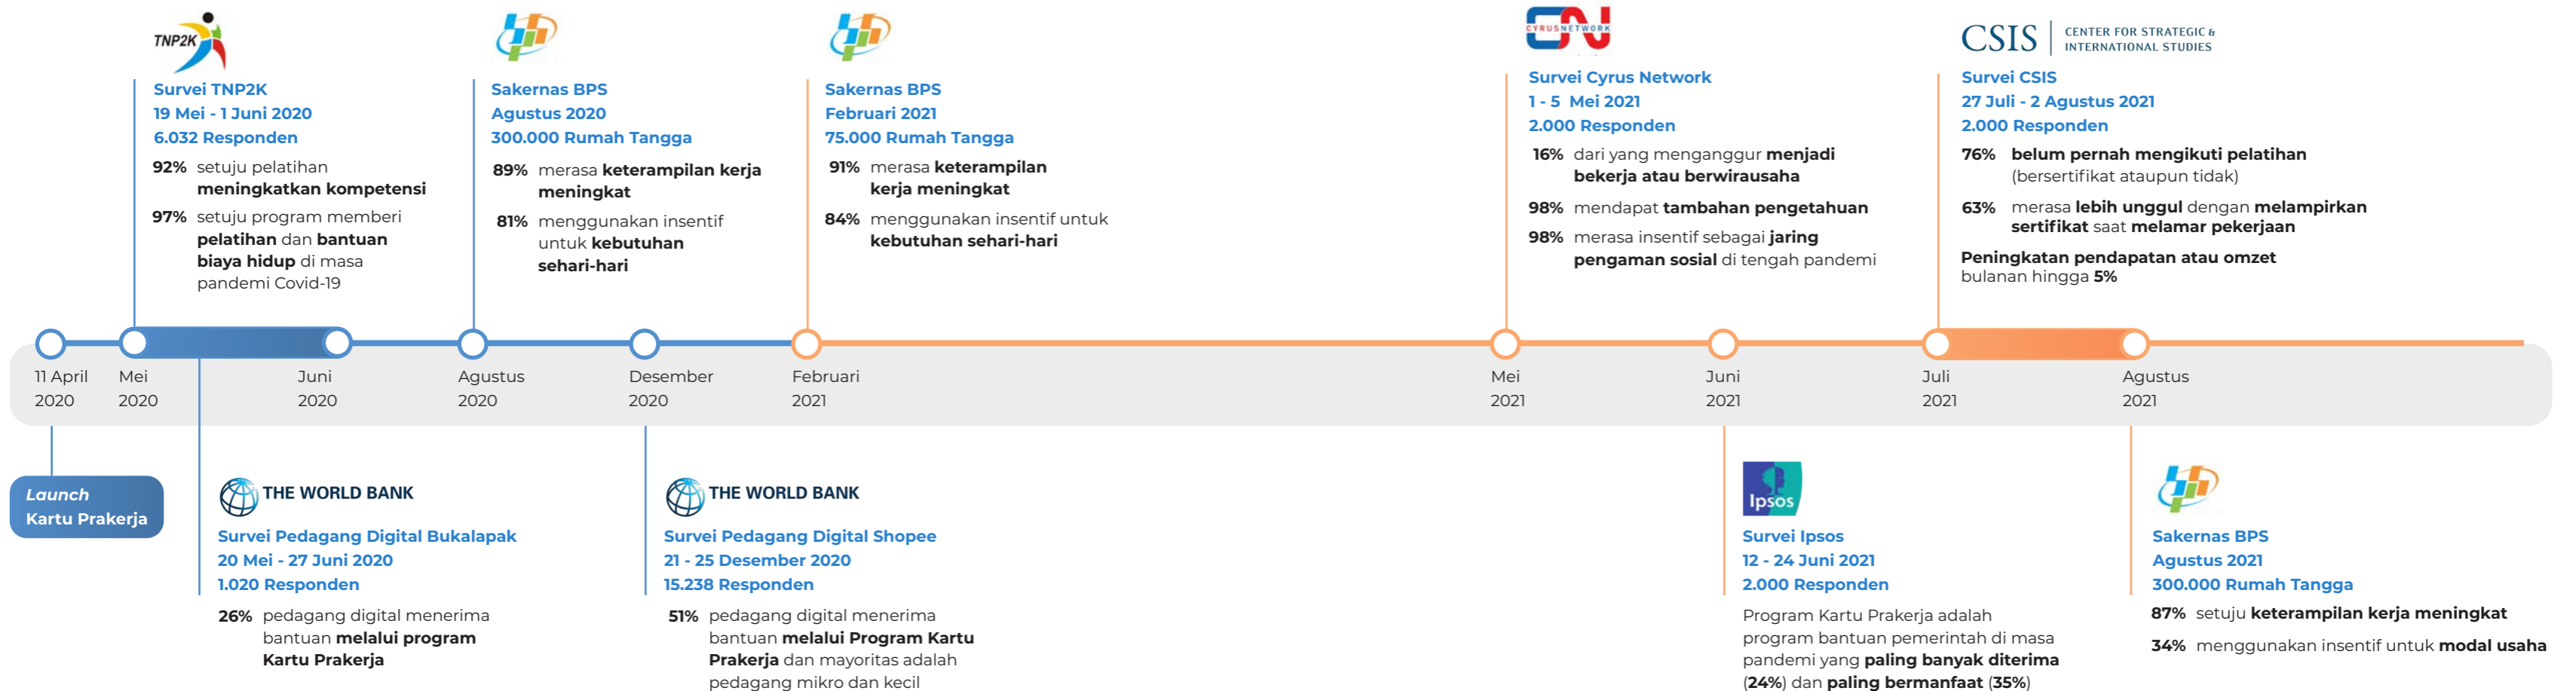 TNP2K
Survei TNP2K
19 Mei - 1 Juni 2020
6.032 Responden
92% setuju pelatihan
meningkatkan kompetensi
97% setuju program memberi
pelatihan dan bantuan
biaya hidup di masa
pandemi Covid-19
Sakernas BPS
Agustus 2020
300.000 Rumah Tangga
89% merasa keterampilan kerja
meningkat
81% menggunakan insentif
untuk kebutuhan
sehari-hari
Sakernas BPS
Februari 2021
75.000 Rumah Tangga
91% merasa keterampilan
kerja meningkat
84% menggunakan insentif untuk
kebutuhan sehari-hari
CN
CYRUSNETWORK
Survei Cyrus Network
1 - 5 Mei 2021
2.000 Responden
16% dari yang menganggur menjadi
bekerja atau berwirausaha
98% mendapat tambahan pengetahuan
98% merasa insentif sebagai jaring
pengaman sosial di tengah pandemi
CSIS
CENTER FOR STRATEGIC &
INTERNATIONAL STUDIES
Survei CSIS
27 Juli - 2 Agustus 2021
2.000 Responden
76% belum pernah mengikuti pelatihan
(bersertifikat ataupun tidak)
63% merasa lebih unggul dengan melampirkan
sertifikat saat melamar pekerjaan
Peningkatan pendapatan atau omzet
bulanan hingga 5%
11 April
2020
Mei
2020
Juni
2020
Agustus
2020
Desember
2020
Februari
2021
Mei
2021
Juni
2021
Juli
2021
Agustus
2021
Launch
Kartu Prakerja
THE WORLD BANK
Survei Pedagang Digital Bukalapak
20 Mei - 27 Juni 2020
1.020 Responden
26% pedagang digital menerima
bantuan melalui program
Kartu Prakerja
THE WORLD BANK
Survei Pedagang Digital Shopee
21 - 25 Desember 2020
15.238 Responden
51% pedagang digital menerima
bantuan melalui Program Kartu
Prakerja dan mayoritas adalah
pedagang mikro dan kecil
Ipsos
Survei Ipsos
12 - 24 Juni 2021
2.000 Responden
Program Kartu Prakerja adalah
program bantuan pemerintah di masa
pandemi yang paling banyak diterima
(24%) dan paling bermanfaat (35%)
Sakernas BPS
Agustus 2021
300.000 Rumah Tangga
87% setuju keterampilan kerja meningkat
34% menggunakan insentif untuk modal usaha